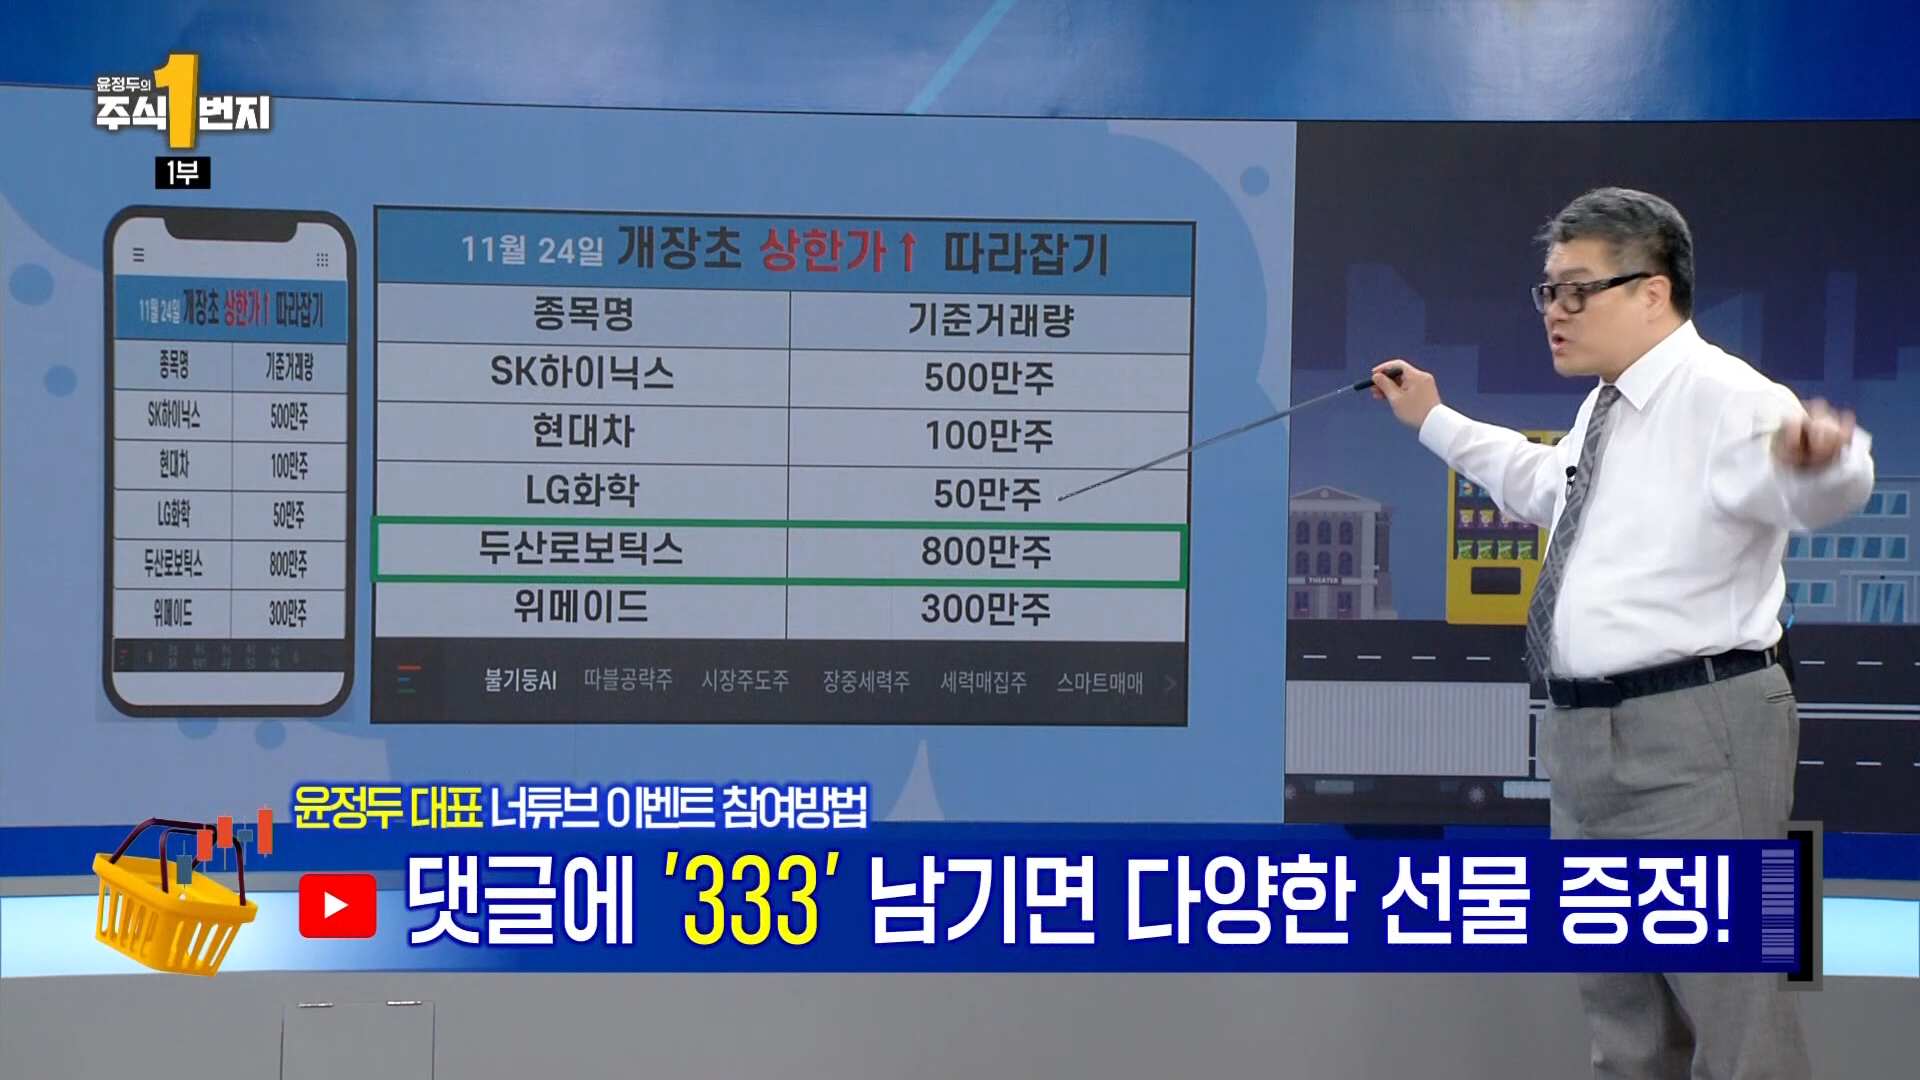 윤정두의
주식1번지
1부
11월 24일 개장초 상한가↑ 따라잡기
종목명 기준거래량
SK하이닉스 500만주
현대차 100만주
LG화학 50만주
두산로보틱스 800만주
위메이드 300만주
11월 24일 개장초 상한가↑ 따라잡기
종목명 기준거래량
SK하이닉스 500만주
현대차 100만주
LG화학 50만주
두산로보틱스 800만주
위메이드 300만주
불기둥AI 따블공략주 시장주도주 장중세력주 세력매집주 스마트매매 >
THEATER
윤정두 대표 너튜브 이벤트 참여방법
댓글에 '333' 남기면 다양한 선물 증정!